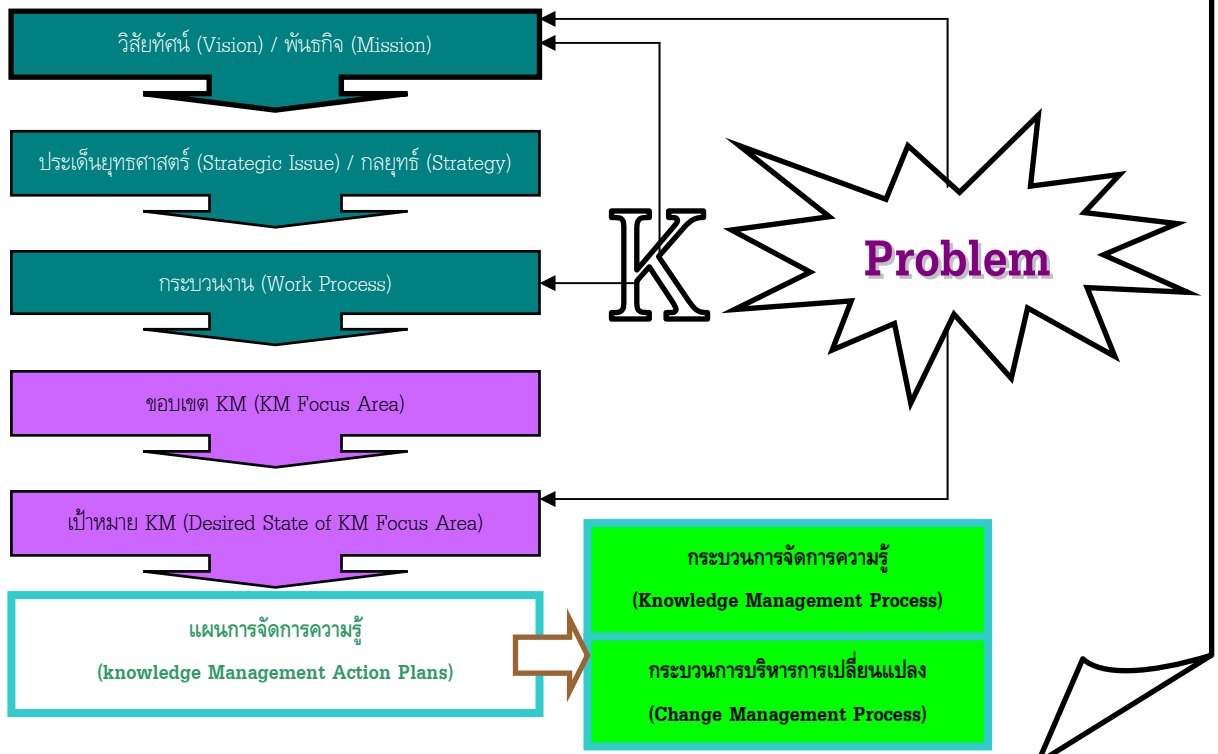 วิสัยทัศน์ (Vision) / พันธกิจ (Mission)
ประเด็นยุทธศาสตร์ (Strategic Issue) / กลยุทธ์ (Strategy)
กระบวนงาน (Work Process)
K
Problem
ขอบเขต KM (KM Focus Area)
เป้าหมาย KM (Desired State of KM Focus Area)
แผนการจัดการความรู้
(knowledge Management Action Plans)
กระบวนการจัดการความรู้
(Knowledge Management Process)
กระบวนการบริหารการเปลี่ยนแปลง
(Change Management Process)